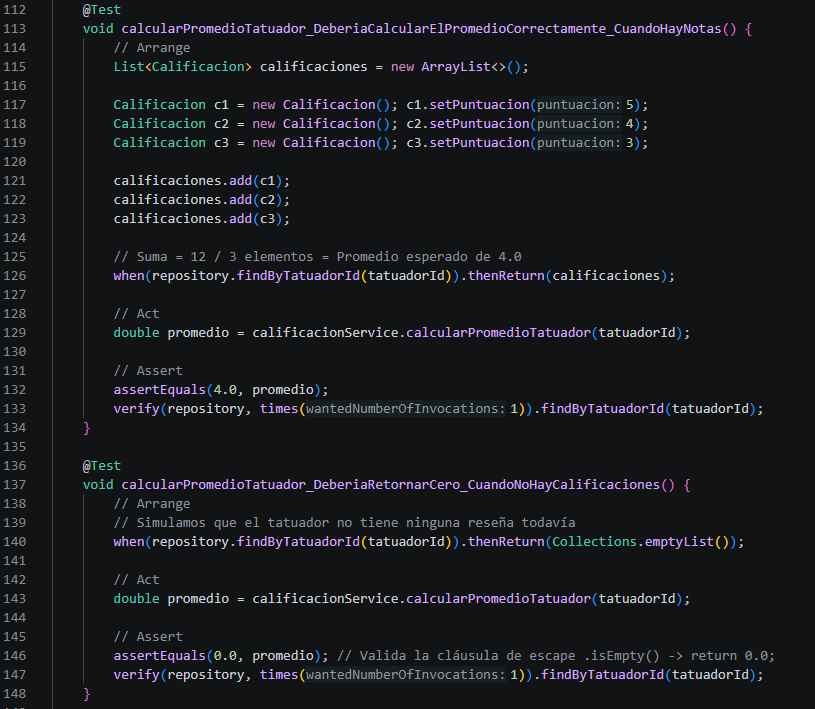 112 @Test
113 void calcularPromedioTatuador_DeberiaCalcularElPromedioCorrectamente_CuandoHayNotas() {
114 // Arrange
115 List<Calificacion> calificaciones = new ArrayList<>();
116
117 Calificacion c1 = new Calificacion(); c1.setPuntuacion(puntuacion: 5);
118 Calificacion c2 = new Calificacion(); c2.setPuntuacion(puntuacion: 4);
119 Calificacion c3 = new Calificacion(); c3.setPuntuacion(puntuacion: 3);
120
121 calificaciones.add(c1);
122 calificaciones.add(c2);
123 calificaciones.add(c3);
124
125 // Suma = 12 / 3 elementos = Promedio esperado de 4.0
126 when(repository.findByTatuadorId(tatuadorId)).thenReturn(calificaciones);
127
128 // Act
129 double promedio = calificacionService.calcularPromedioTatuador(tatuadorId);
130
131 // Assert
132 assertEquals(4.0, promedio);
133 verify(repository, times(wantedNumberOfInvocations: 1)).findByTatuadorId(tatuadorId);
134 }
135
136 @Test
137 void calcularPromedioTatuador_DeberiaRetornarCero_CuandoNoHayCalificaciones() {
138 // Arrange
139 // Simulamos que el tatuador no tiene ninguna reseña todavía
140 when(repository.findByTatuadorId(tatuadorId)).thenReturn(Collections.emptyList());
141
142 // Act
143 double promedio = calificacionService.calcularPromedioTatuador(tatuadorId);
144
145 // Assert
146 assertEquals(0.0, promedio); // Valida la cláusula de escape .isEmpty() -> return 0.0;
147 verify(repository, times(wantedNumberOfInvocations: 1)).findByTatuadorId(tatuadorId);
148 }